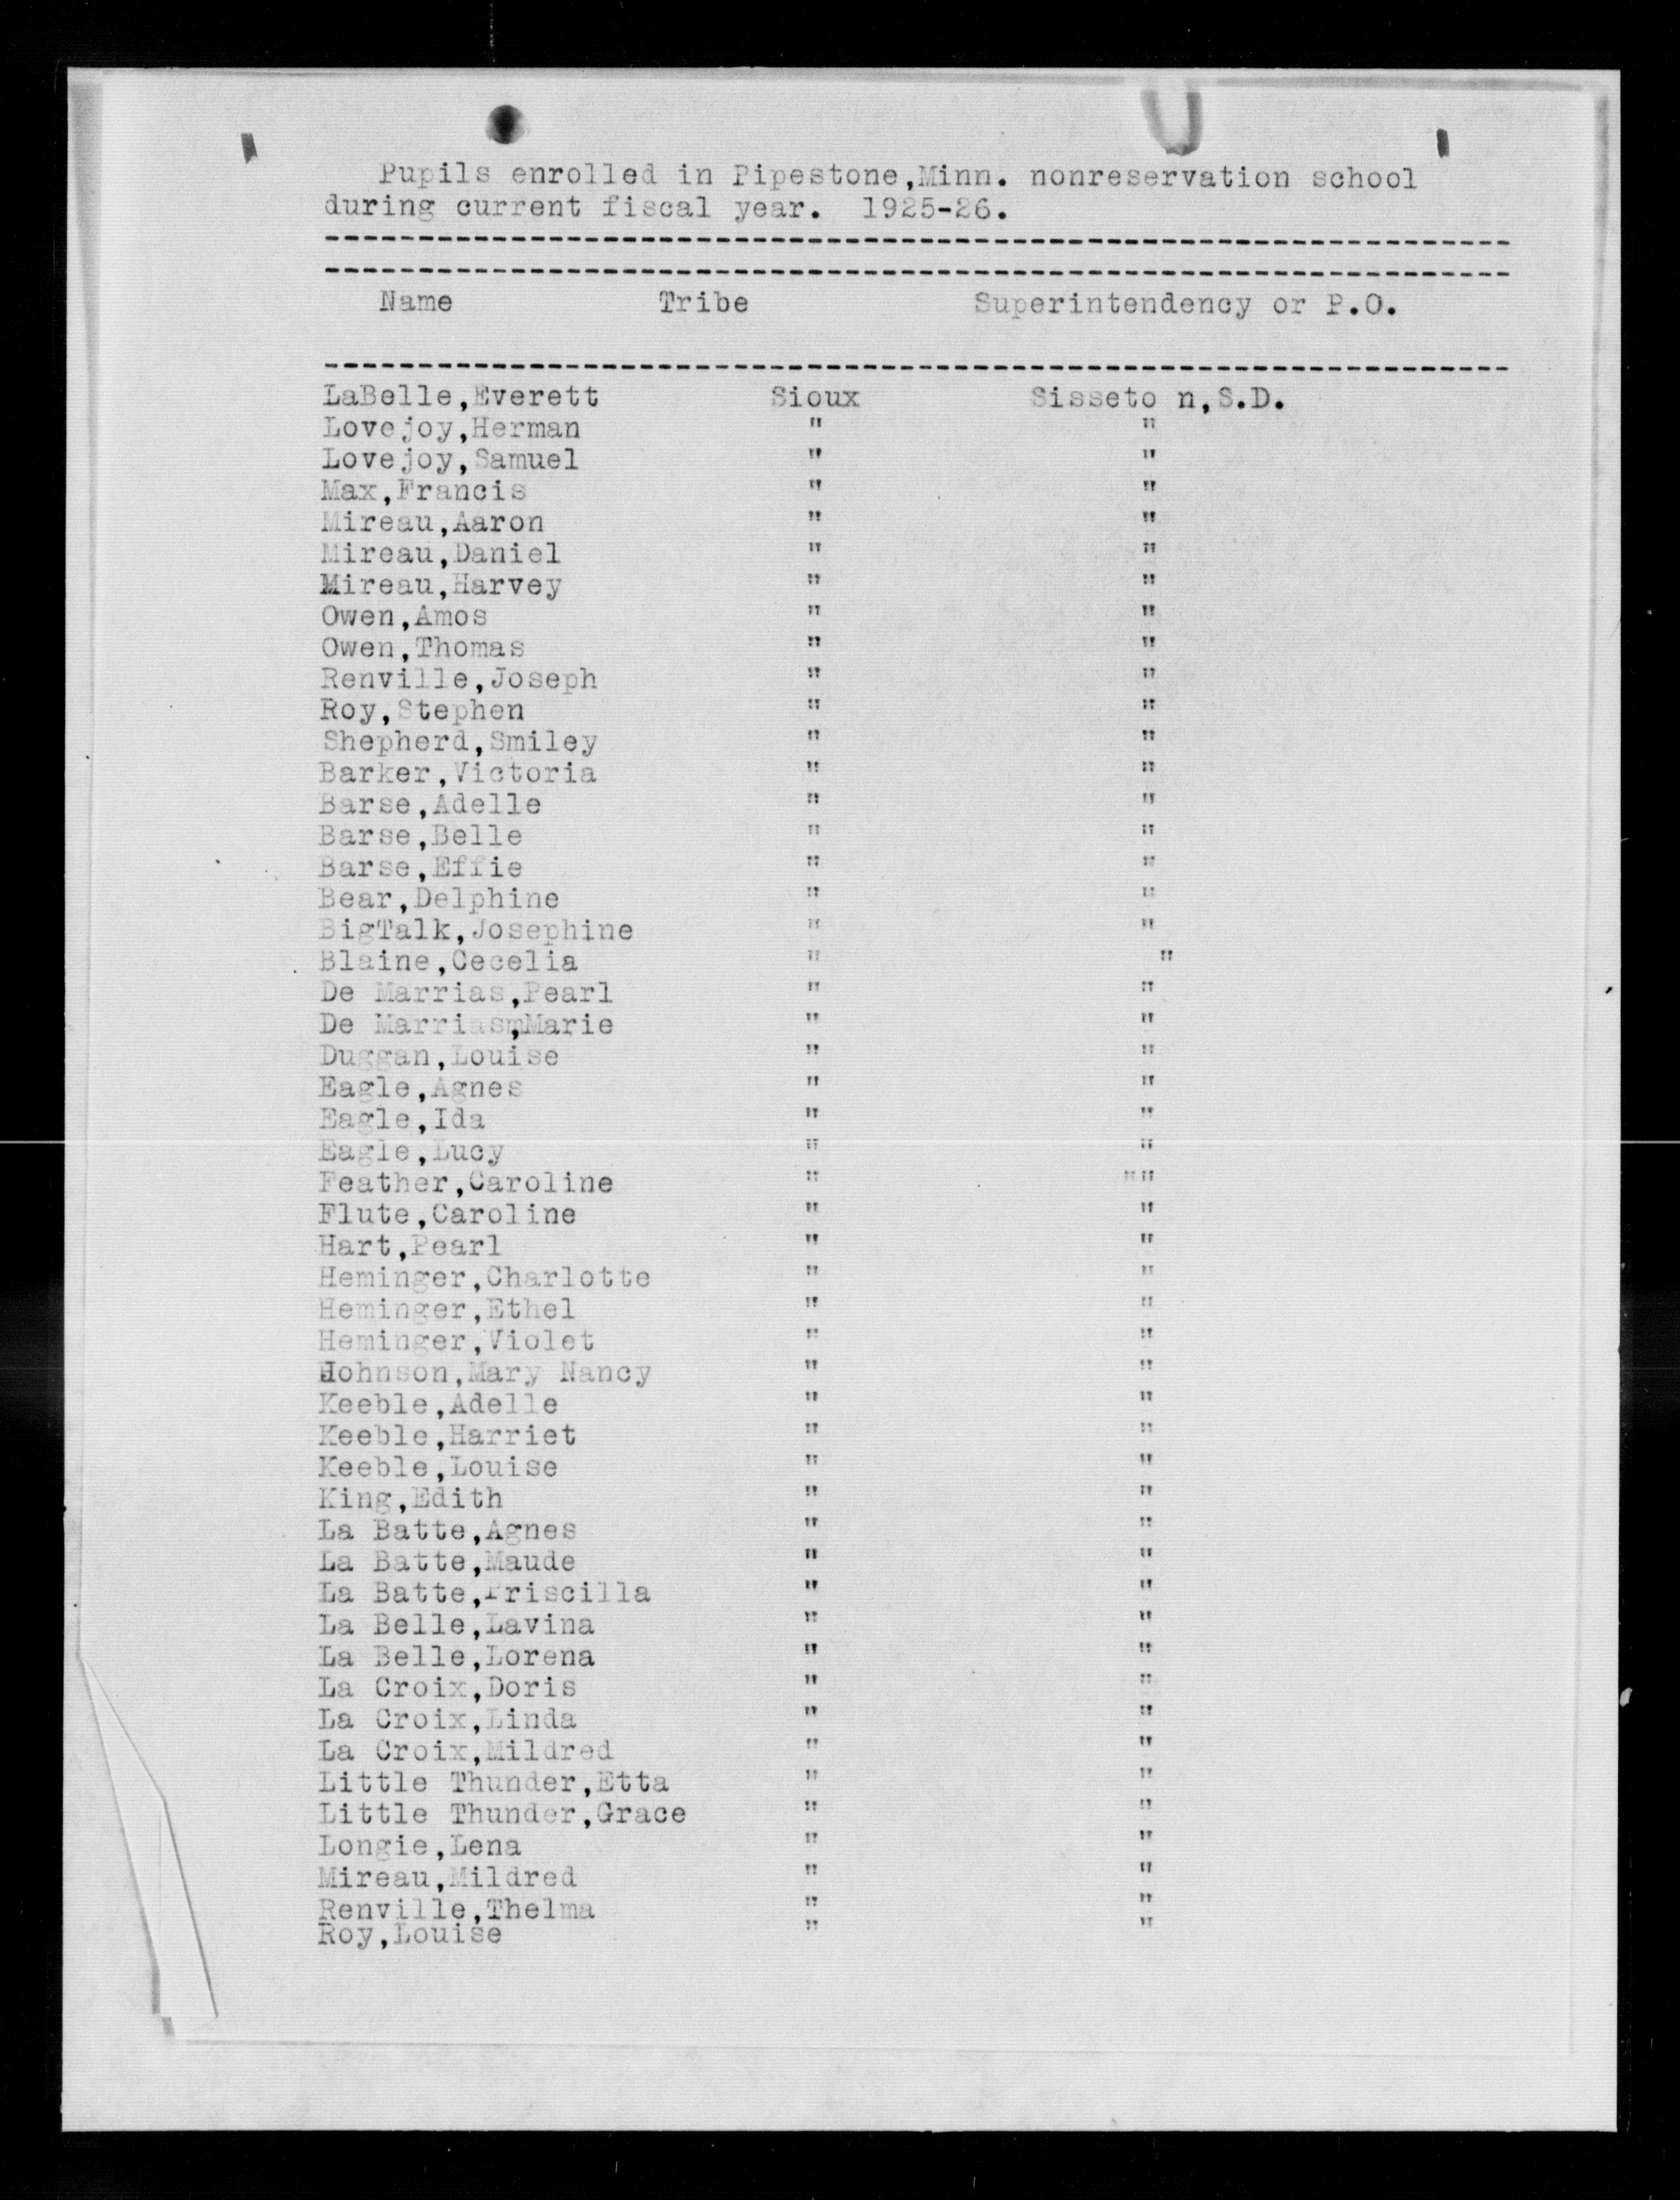 Pupils enrolled in Pipestone,Minn. nonreservation school
during current fiscal year. 1925-26.
Name Tribe Superintendency or P.O.
LaBelle,Everett Sioux Sisseto n,S.D.
Lovejoy,Herman " "
Lovejoy,Samuel " "
Max,Francis " "
Mireau,Aaron " "
Mireau,Daniel " "
Mireau,Harvey " "
Owen,Amos " "
Owen,Thomas " "
Renville,Joseph " "
Roy,Stephen " "
Shepherd,Smiley " "
Barker,Victoria " "
Barse,Adelle " "
Barse,Belle " "
Barse,Effie " "
Bear,Delphine " "
BigTalk,Josephine " "
Blaine,Cecelia " "
De Marrias,Pearl " "
De Marriasm,Marie " "
Duggan,Louise " "
Eagle,Agnes " "
Eagle,Ida " "
Eagle,Lucy " "
Feather,Caroline " " "
Flute,Caroline " "
Hart,Pearl " "
Heminger,Charlotte " "
Heminger,Ethel " "
Heminger,Violet " "
Hohnson,Mary Nancy " "
Keeble,Adelle " "
Keeble,Harriet " "
Keeble,Louise " "
King,Edith " "
La Batte,Agnes " "
La Batte,Maude " "
La Batte,Priscilla " "
La Belle,Lavina " "
La Belle,Lorena " "
La Croix,Doris " "
La Croix,Linda " "
La Croix,Mildred " "
Little Thunder,Etta " "
Little Thunder,Grace " "
Longie,Lena " "
Mireau,Mildred " "
Renville,Thelma " "
Roy,Louise " "